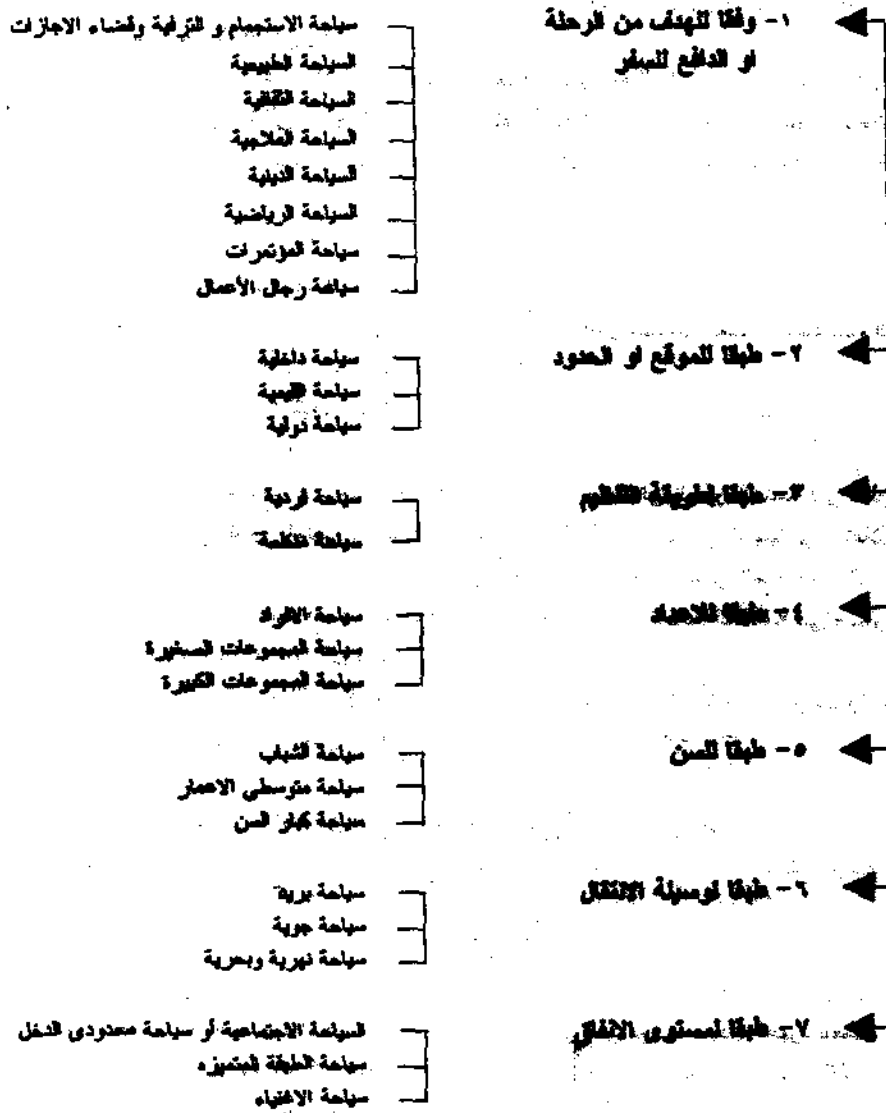 ١- وفقا للهدف من الرحلة
او الدافع للسفر
سياحة الاستجمام و الترفية وقضاء الاجازات
السياحة الطبيعية
السياحة الثقافية
السياحة العلاجية
السياحة الدينية
السياحة الرياضية
سياحة المؤتمرات
سياحة رجال الأعمال
٢- طبقا للموقع او الحدود
سياحة داخلية
سياحة اقليمية
سياحة دولية
٣- طبقا لطريقة التنظيم
سياحة فردية
سياحة منظمة
٤- طبقا للاعداد
سياحة الافراد
سياحة المجموعات الصغيرة
سياحة المجموعات الكبيرة
٥- طبقا للسن
سياحة الشباب
سياحة متوسطى الاعمار
سياحة كبار السن
٦- طبقا لوسيلة الانتقال
سياحة برية
سياحة جوية
سياحة نهرية وبحرية
٧- طبقا لمستوى الانفاق
السياحة الاجتماعية أو سياحة محدودى الدخل
سياحة الطبقة المتميزه
سياحة الاغنياء